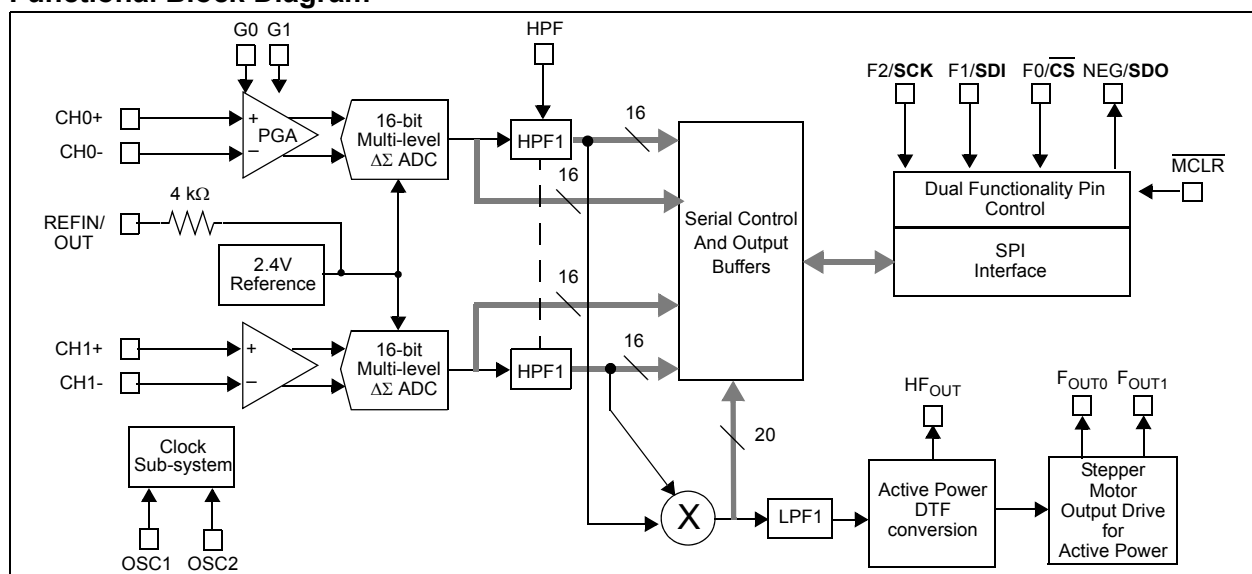 G0 G1
HPF
F2/SCK F1/SDI F0/CS NEG/SDO
CH0+
CH0-
+
–
PGA
16-bit
Multi-level
ΔΣ ADC
HPF1
16
16
MCLR
Dual Functionality Pin
Control
SPI
Interface
4 kΩ
REFIN/
OUT
2.4V
Reference
Serial Control
And Output
Buffers
16
16
CH1+
CH1-
+
–
16-bit
Multi-level
ΔΣ ADC
HPF1
20
HFOUT
FOUT0 FOUT1
Clock
Sub-system
OSC1 OSC2
X
LPF1
Active Power
DTF
conversion
Stepper
Motor
Output Drive
for
Active Power